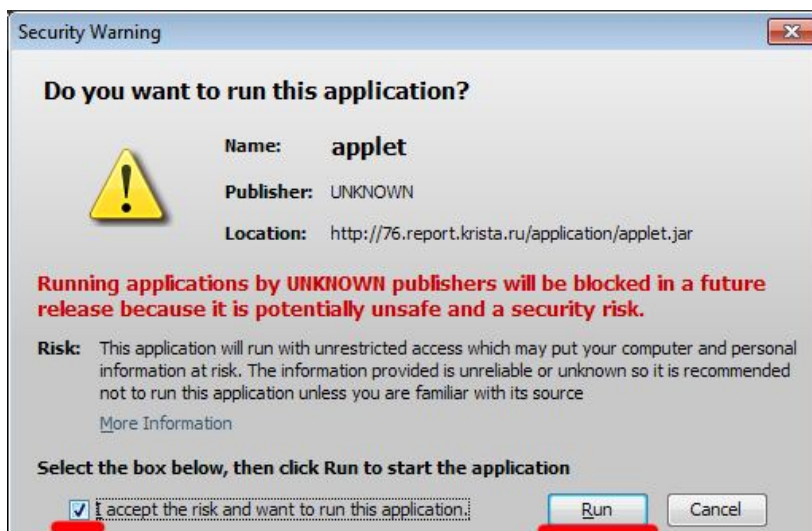 Security Warning
Do you want to run this application?
Name: applet
Publisher: UNKNOWN
Location: http://76.report.krista.ru/application/applet.jar
Running applications by UNKNOWN publishers will be blocked in a future
release because it is potentially unsafe and a security risk.
Risk: This application will run with unrestricted access which may put your computer and personal
information at risk. The information provided is unreliable or unknown so it is recommended
not to run this application unless you are familiar with its source
More Information
Select the box below, then click Run to start the application
I accept the risk and want to run this application. Run Cancel